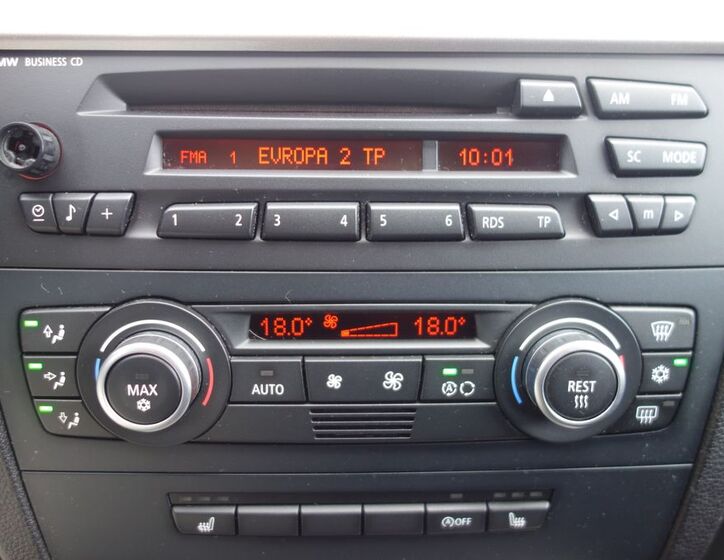 MW BUSINESS CD
AM FM
FMA 1 EVROPA 2 TP 10:01
SC MODE
1 2 3 4 5 6 RDS TP m
18.0° 18.0°
MAX AUTO A REST
A OFF